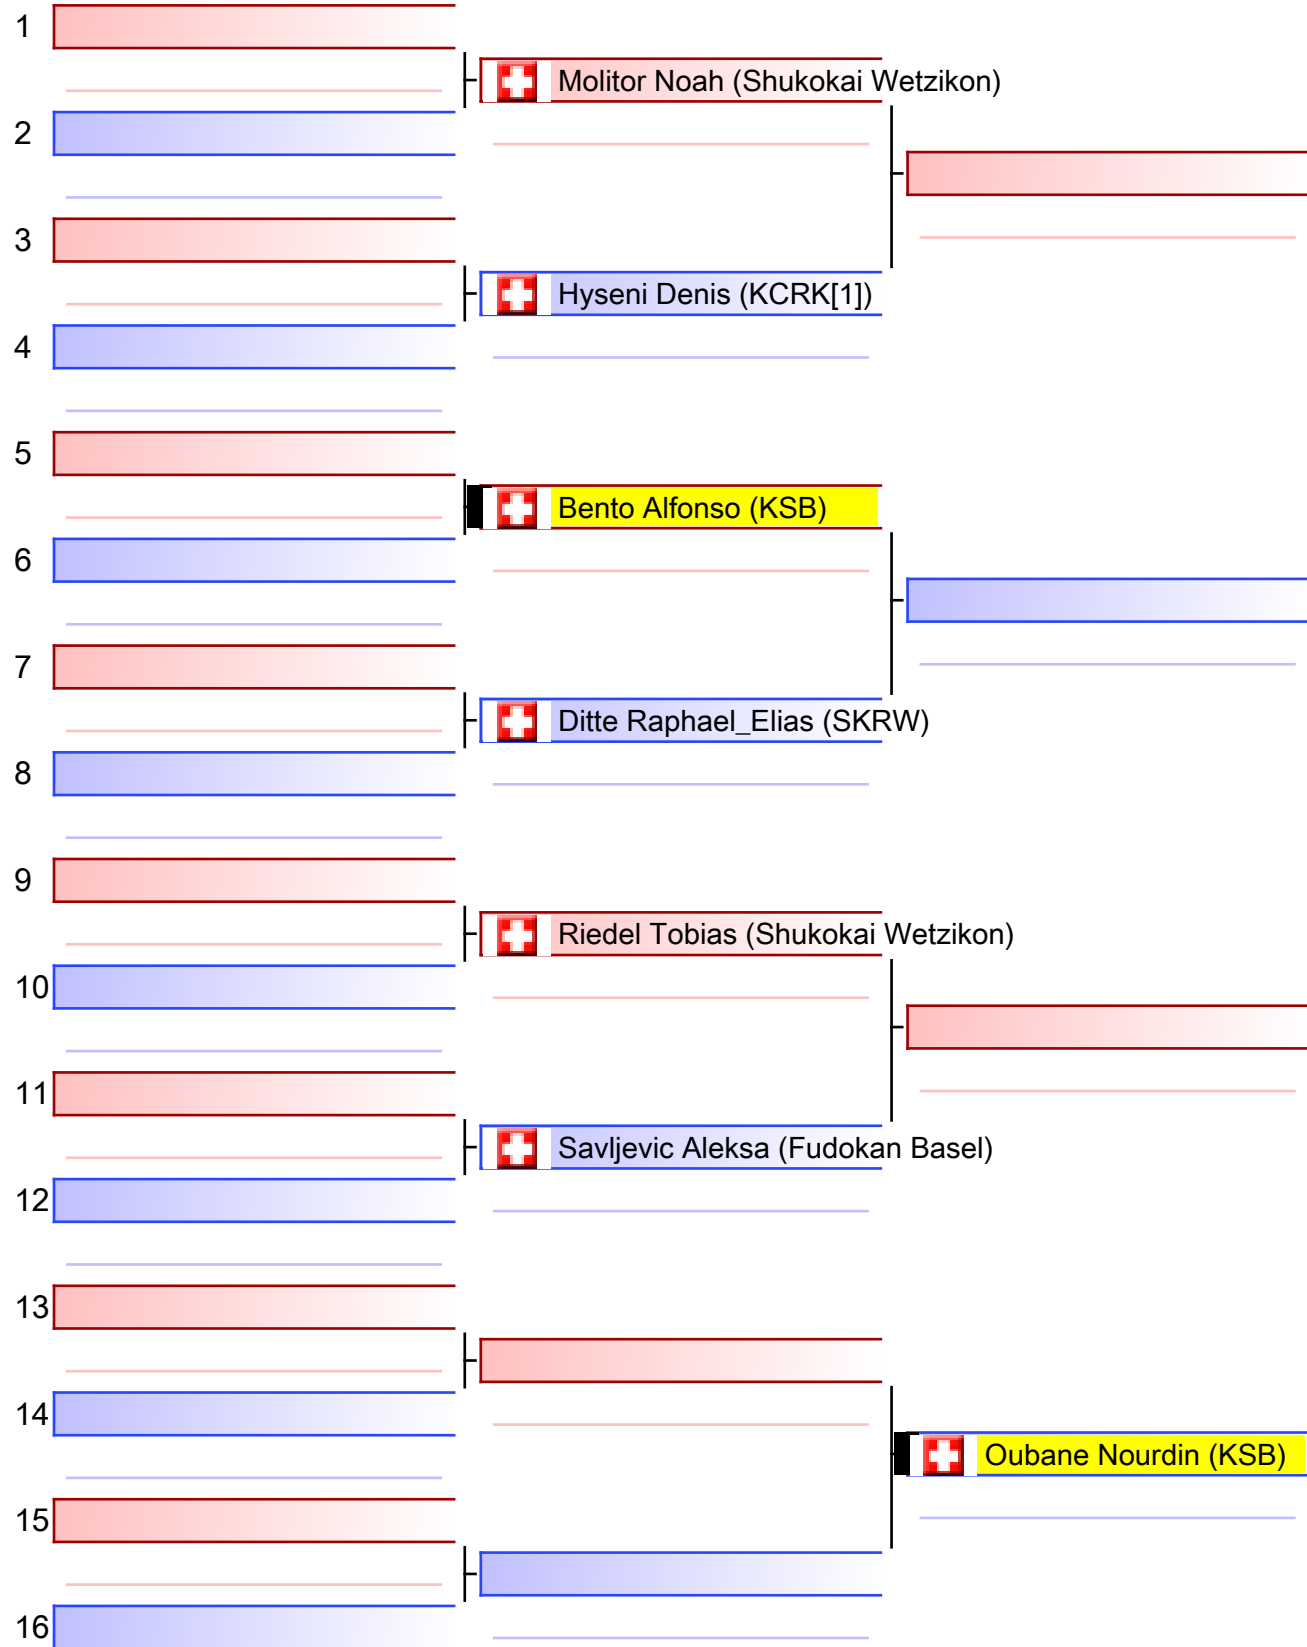 1
Molitor Noah (Shukokai Wetzikon)
2
3
Hyseni Denis (KCRK[1])
4
5
Bento Alfonso (KSB)
6
7
Ditte Raphael_Elias (SKRW)
8
9
Riedel Tobias (Shukokai Wetzikon)
10
11
Savljevic Aleksa (Fudokan Basel)
12
13
14
Oubane Nourdin (KSB)
15
16